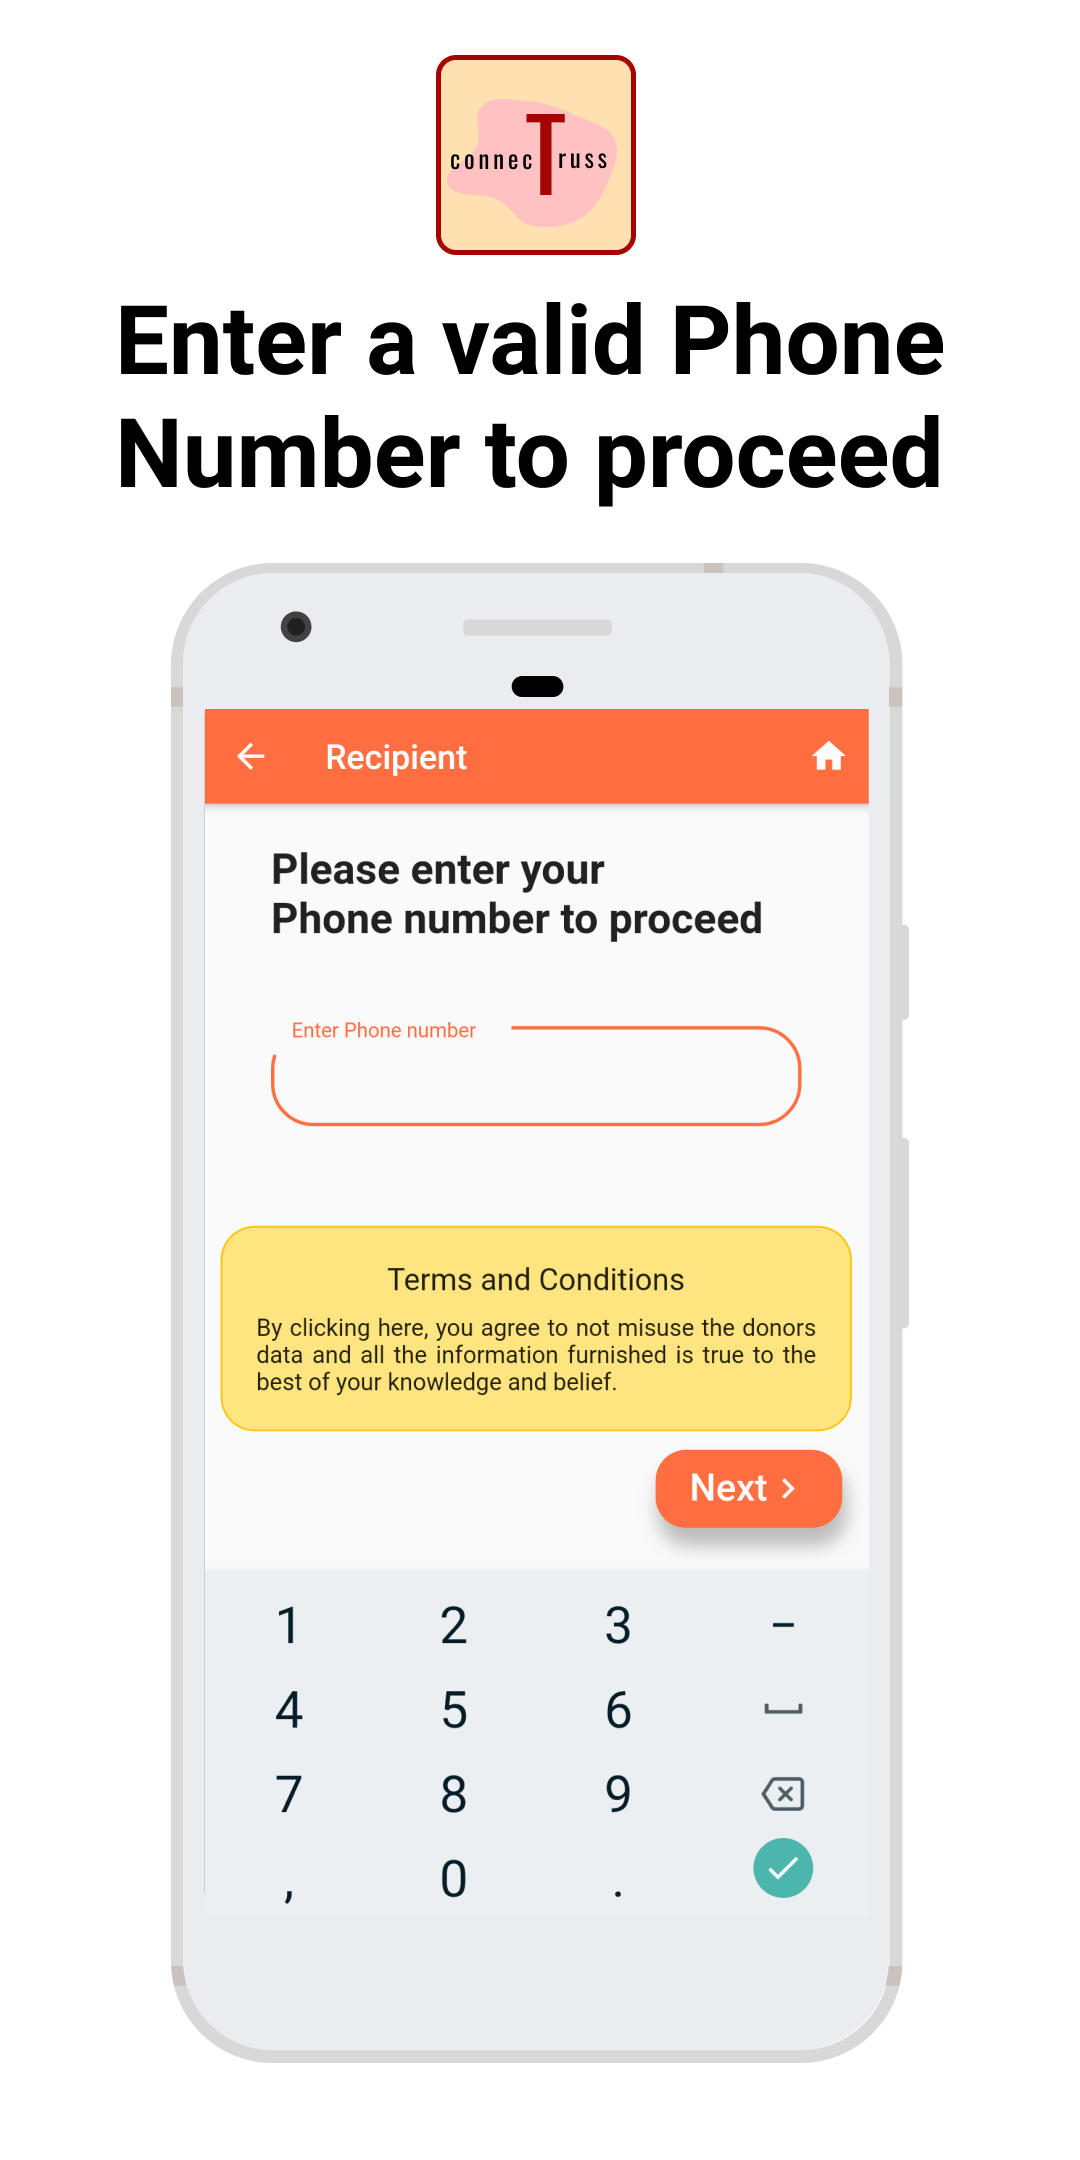 connecTruss
Enter a valid Phone
Number to proceed
Recipient
Please enter your
Phone number to proceed
Enter Phone number
Terms and Conditions
By clicking here, you agree to not misuse the donors
data and all the information furnished is true to the
best of your knowledge and belief.
Next
1 2 3 –
4 5 6
7 8 9
, 0 .